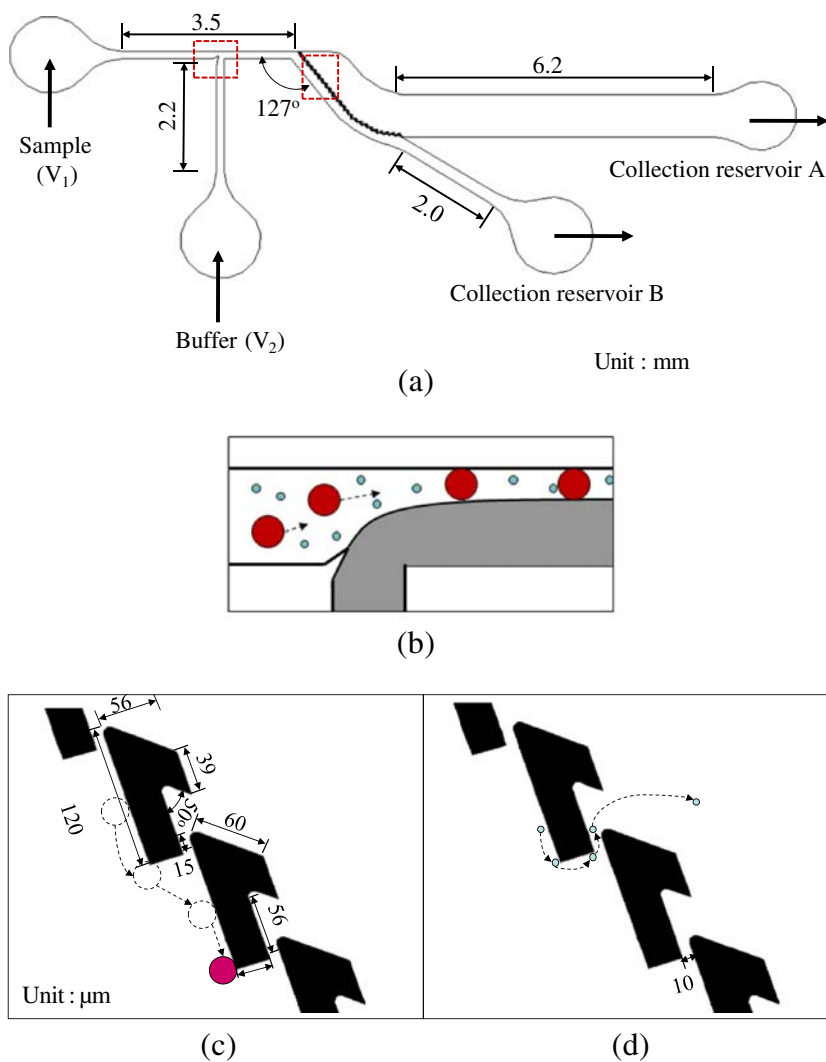 3.5
6.2
2.2
127°
Sample
(V₁)
Collection reservoir A
2.0
Collection reservoir B
Buffer (V₂)
Unit : mm
(a)
(b)
56
39
120
50°
60
15
56
Unit : μm
10
(c)
(d)